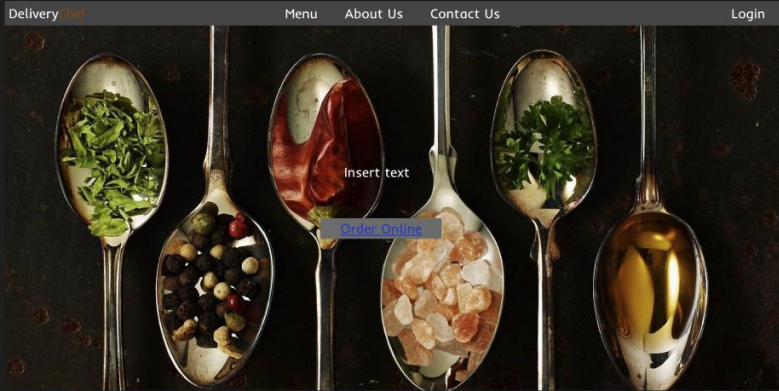 DeliveryChef
Menu
About Us
Contact Us
Login
Insert text
Order Online